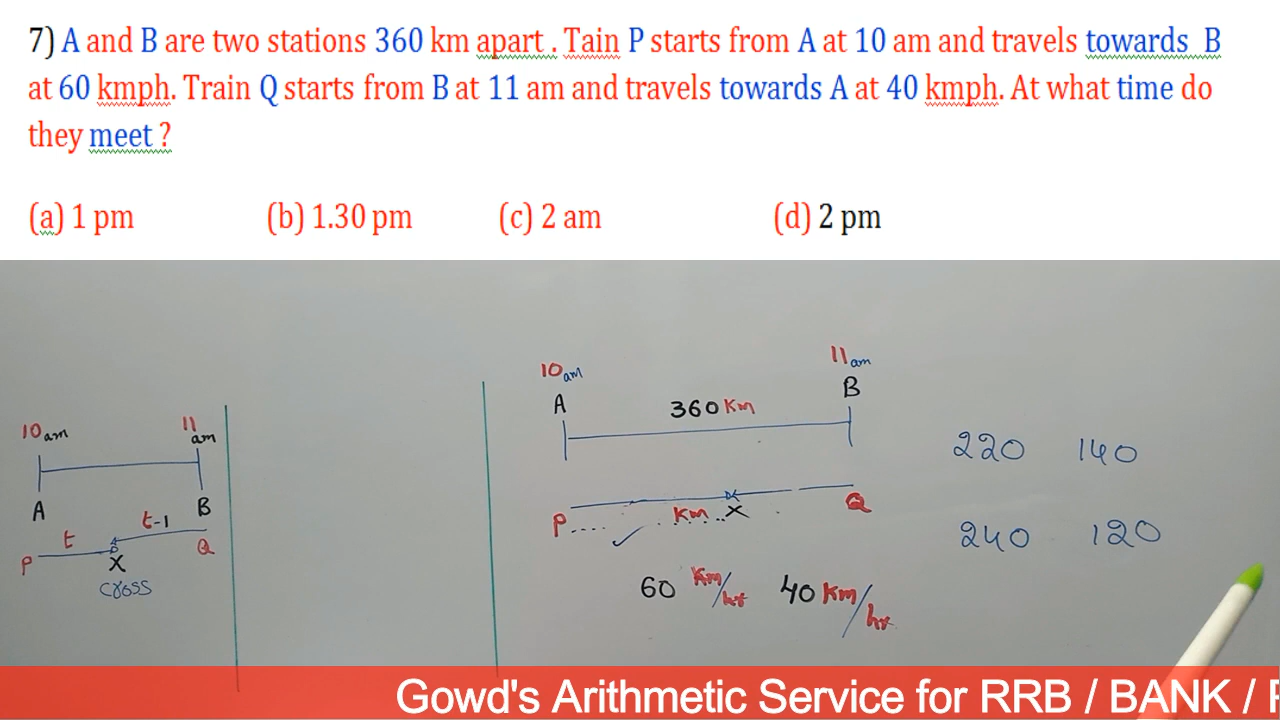 7) A and B are two stations 360 km apart . Tain P starts from A at 10 am and travels towards B
at 60 kmph. Train Q starts from B at 11 am and travels towards A at 40 kmph. At what time do
they meet ?
(a) 1 pm (b) 1.30 pm (c) 2 am (d) 2 pm
10 am 11 am
A B
t t-1
P X Q
cross
10 am 11 am
A B
360 Km
P Km X Q
60 Km/hr 40 Km/hr
220 140
240 120
Gowd's Arithmetic Service for RRB / BANK /